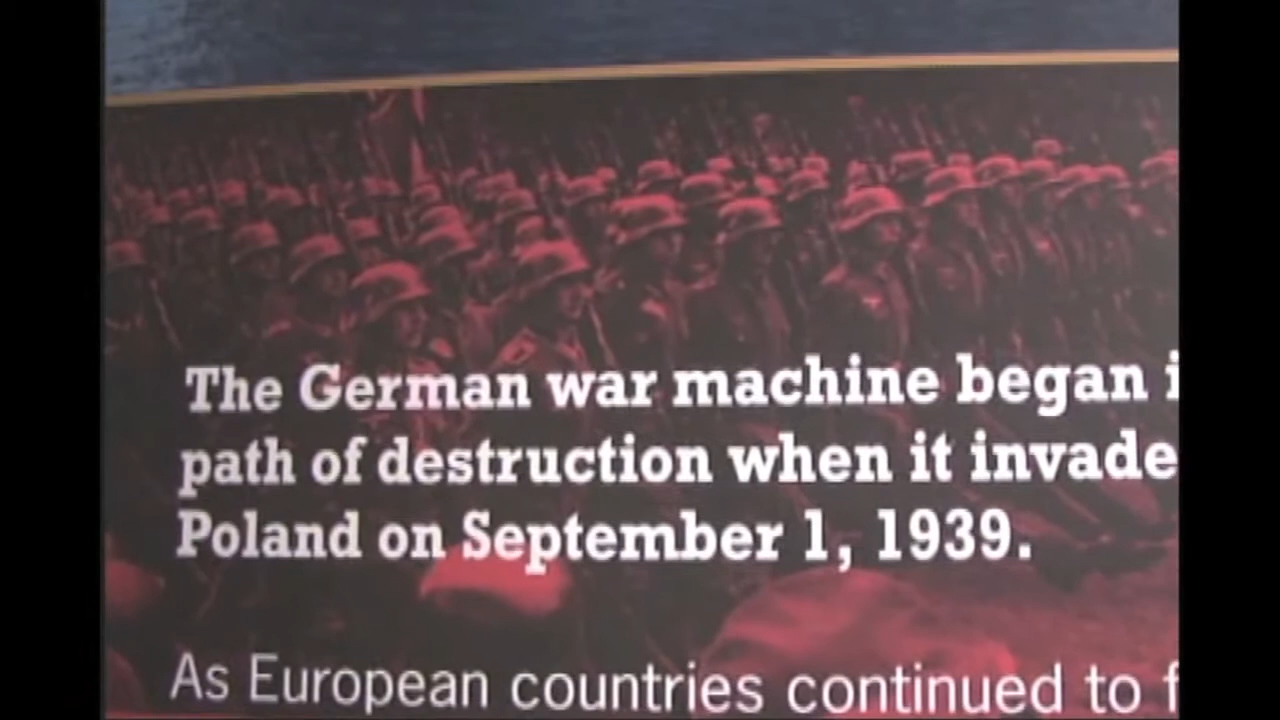 The German war machine began i
path of destruction when it invade
Poland on September 1, 1939.
As European countries continued to f